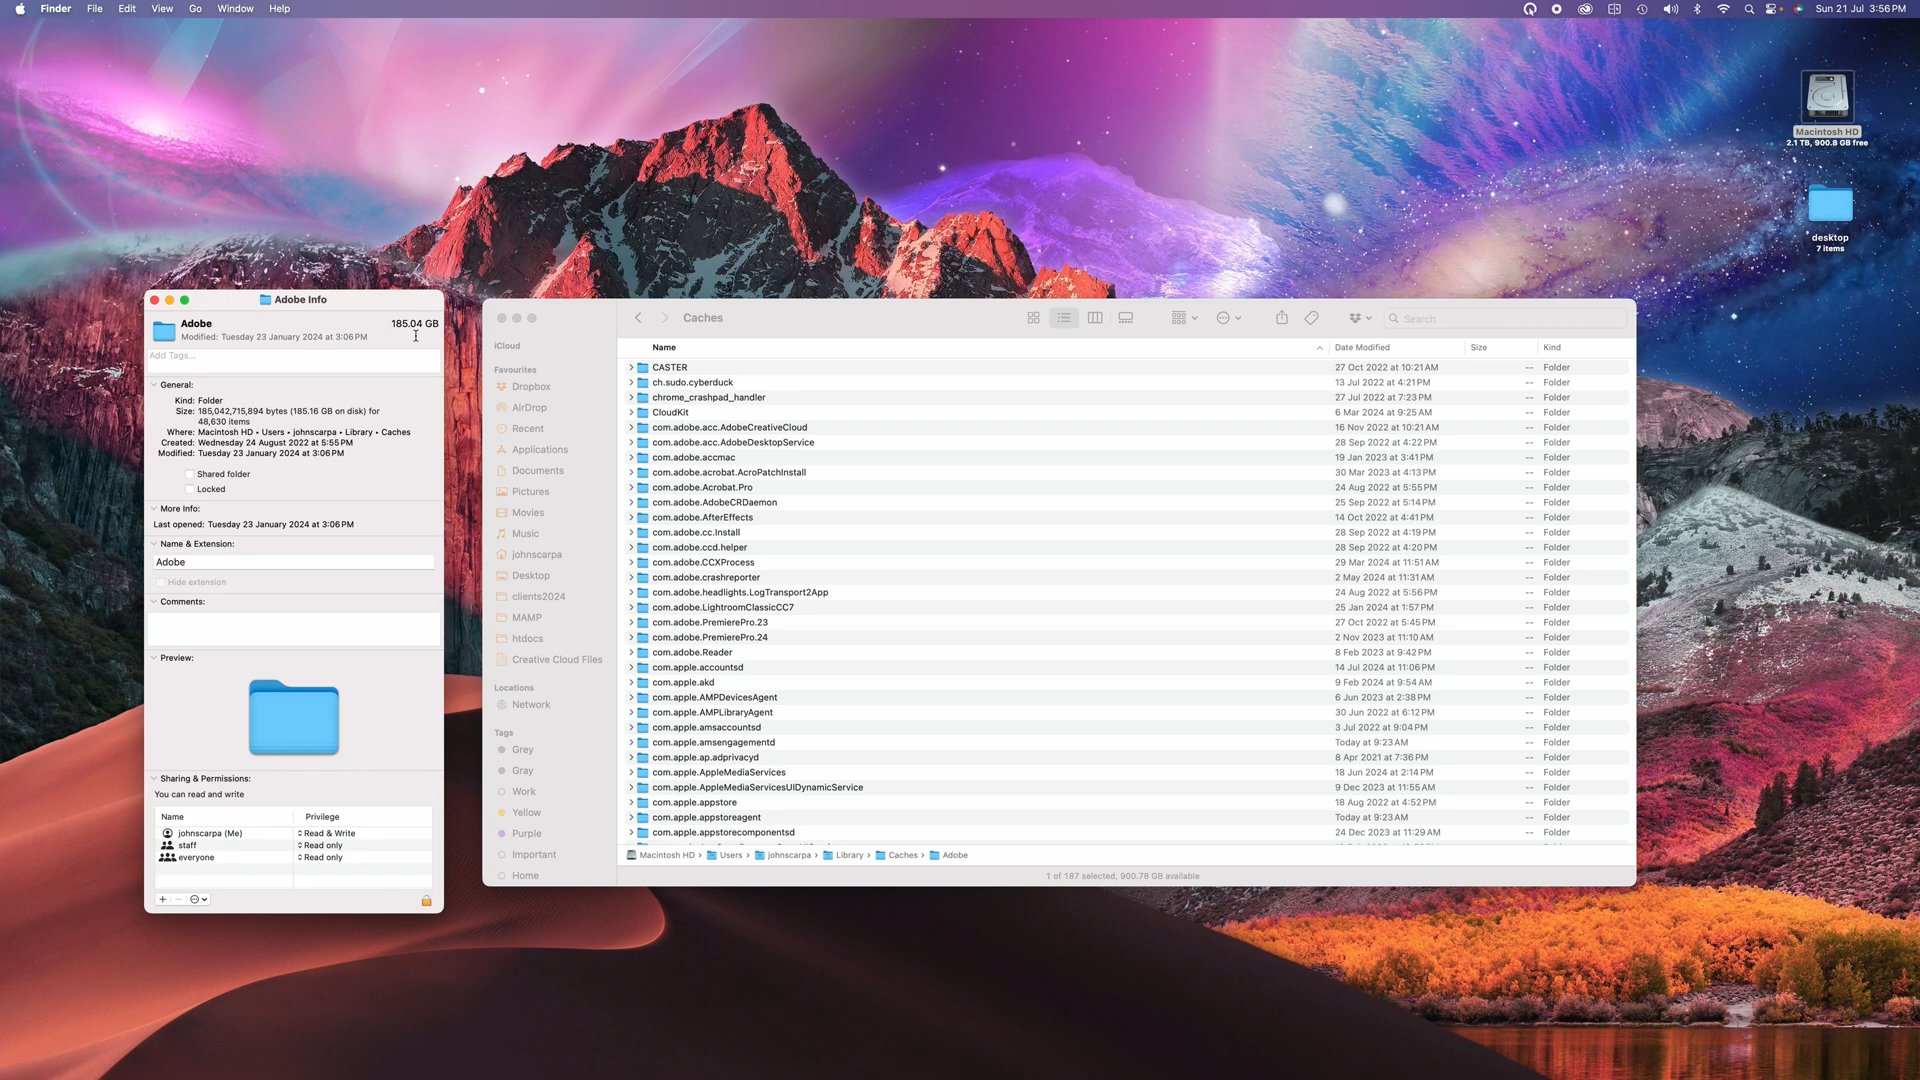 Finder File Edit View Go Window Help
Sun 21 Jul 3:56 PM
Macintosh HD
2.1 TB, 900.8 GB free
desktop
7 items
Adobe Info
Adobe 185.04 GB
Modified: Tuesday 23 January 2024 at 3:06 PM
Add Tags...
General:
Kind: Folder
Size: 185,042,715,894 bytes (185.16 GB on disk) for
48,630 items
Where: Macintosh HD • Users • johnscarpa • Library • Caches
Created: Wednesday 24 August 2022 at 5:55 PM
Modified: Tuesday 23 January 2024 at 3:06 PM
Shared folder
Locked
More Info:
Last opened: Tuesday 23 January 2024 at 3:06 PM
Name & Extension:
Adobe
Hide extension
Comments:
Preview:
Sharing & Permissions:
You can read and write
Name Privilege
johnscarpa (Me) Read & Write
staff Read only
everyone Read only
iCloud
Favourites
Dropbox
AirDrop
Recent
Applications
Documents
Pictures
Movies
Music
johnscarpa
Desktop
clients2024
MAMP
htdocs
Creative Cloud Files
Locations
Network
Tags
Grey
Gray
Work
Yellow
Purple
Important
Home
Caches
Search
Name Date Modified Size Kind
CASTER 27 Oct 2022 at 10:21 AM -- Folder
ch.sudo.cyberduck 13 Jul 2022 at 4:21 PM -- Folder
chrome_crashpad_handler 27 Jul 2022 at 7:23 PM -- Folder
CloudKit 6 Mar 2024 at 9:25 AM -- Folder
com.adobe.acc.AdobeCreativeCloud 16 Nov 2022 at 10:21 AM -- Folder
com.adobe.acc.AdobeDesktopService 28 Sep 2022 at 4:22 PM -- Folder
com.adobe.accmac 19 Jan 2023 at 3:41 PM -- Folder
com.adobe.acrobat.AcroPatchInstall 30 Mar 2023 at 4:13 PM -- Folder
com.adobe.Acrobat.Pro 24 Aug 2022 at 5:55 PM -- Folder
com.adobe.AdobeCRDaemon 25 Sep 2022 at 5:14 PM -- Folder
com.adobe.AfterEffects 14 Oct 2022 at 4:41 PM -- Folder
com.adobe.cc.Install 28 Sep 2022 at 4:19 PM -- Folder
com.adobe.ccd.helper 28 Sep 2022 at 4:20 PM -- Folder
com.adobe.CCXProcess 29 Mar 2024 at 11:51 AM -- Folder
com.adobe.crashreporter 2 May 2024 at 11:31 AM -- Folder
com.adobe.headlights.LogTransport2App 24 Aug 2022 at 5:56 PM -- Folder
com.adobe.LightroomClassicCC7 25 Jan 2024 at 1:57 PM -- Folder
com.adobe.PremierePro.23 27 Oct 2022 at 5:45 PM -- Folder
com.adobe.PremierePro.24 2 Nov 2023 at 11:10 AM -- Folder
com.adobe.Reader 8 Feb 2023 at 9:42 PM -- Folder
com.apple.accountsd 14 Jul 2024 at 11:06 PM -- Folder
com.apple.akd 9 Feb 2024 at 9:54 AM -- Folder
com.apple.AMPDevicesAgent 6 Jun 2023 at 2:38 PM -- Folder
com.apple.AMPLibraryAgent 30 Jun 2022 at 6:12 PM -- Folder
com.apple.amsaccountsd 3 Jul 2022 at 9:04 PM -- Folder
com.apple.amsengagementd Today at 9:23 AM -- Folder
com.apple.ap.adprivacyd 8 Apr 2021 at 7:36 PM -- Folder
com.apple.AppleMediaServices 18 Jun 2024 at 2:14 PM -- Folder
com.apple.AppleMediaServicesUIDynamicService 9 Dec 2023 at 11:55 AM -- Folder
com.apple.appstore 18 Aug 2022 at 4:52 PM -- Folder
com.apple.appstoreagent Today at 9:23 AM -- Folder
com.apple.appstorecomponentsd 24 Dec 2023 at 11:29 AM -- Folder
Macintosh HD › Users › johnscarpa › Library › Caches › Adobe
1 of 187 selected, 900.78 GB available